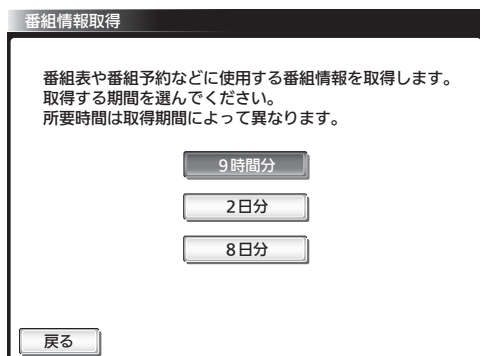 番組情報取得
番組表や番組予約などに使用する番組情報を取得します。
取得する期間を選んでください。
所要時間は取得期間によって異なります。
9時間分
2日分
8日分
戻る